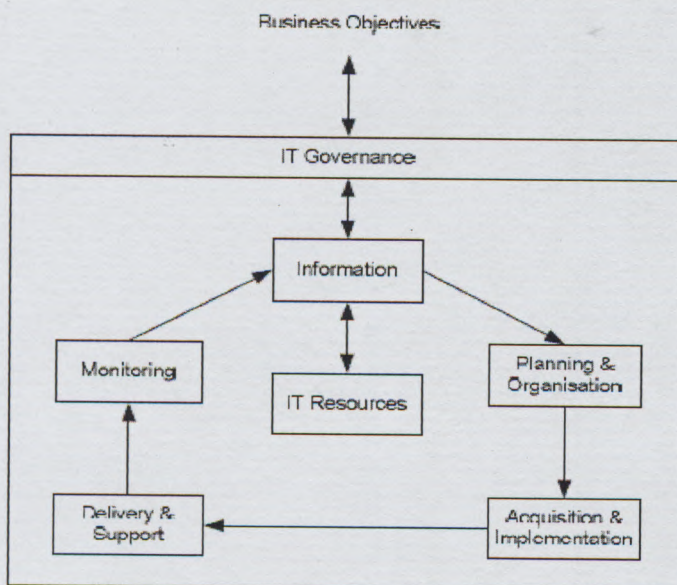 Business Objectives
IT Governance
Information
Monitoring
Planning &
Organisation
IT Resources
Delivery &
Support
Acquisition &
Implementation